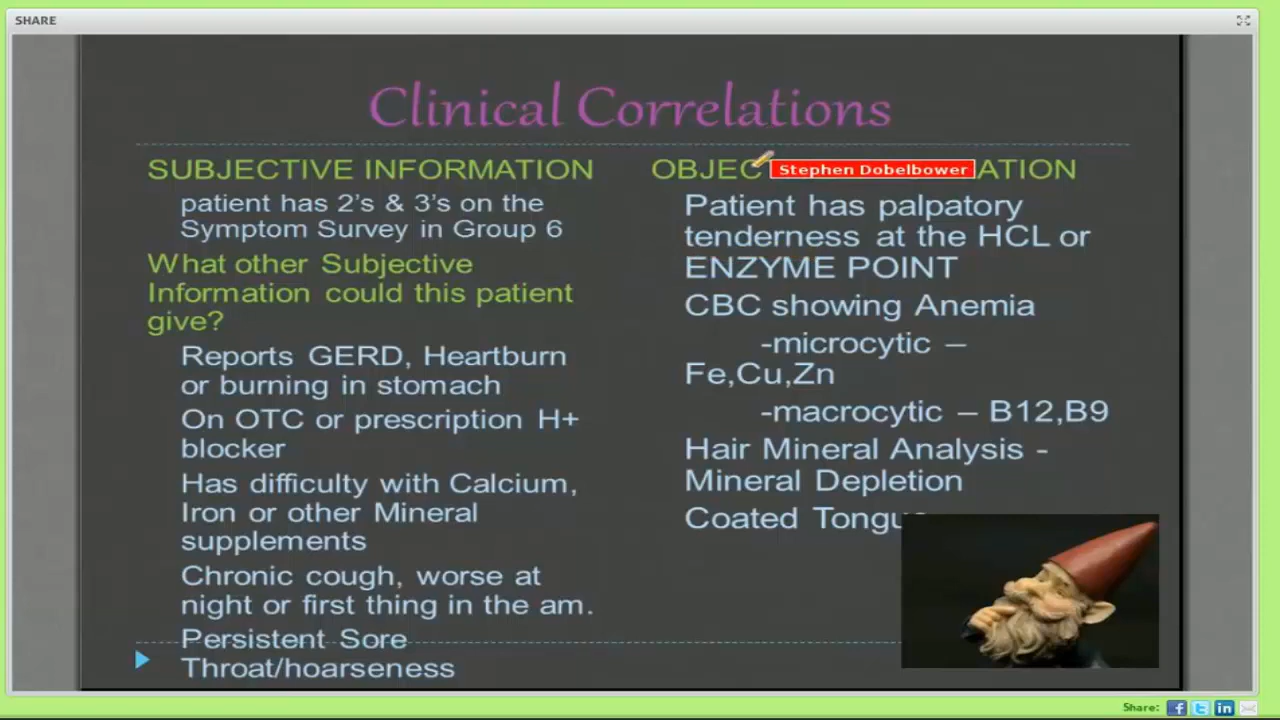 SHARE
Clinical Correlations
SUBJECTIVE INFORMATION
patient has 2's & 3's on the
Symptom Survey in Group 6
What other Subjective
Information could this patient
give?
Reports GERD, Heartburn
or burning in stomach
On OTC or prescription H+
blocker
Has difficulty with Calcium,
Iron or other Mineral
supplements
Chronic cough, worse at
night or first thing in the am.
Persistent Sore
Throat/hoarseness
OBJEC Stephen Dobelbower ATION
Patient has palpatory
tenderness at the HCL or
ENZYME POINT
CBC showing Anemia
-microcytic –
Fe,Cu,Zn
-macrocytic – B12,B9
Hair Mineral Analysis -
Mineral Depletion
Coated Tongue
Share: